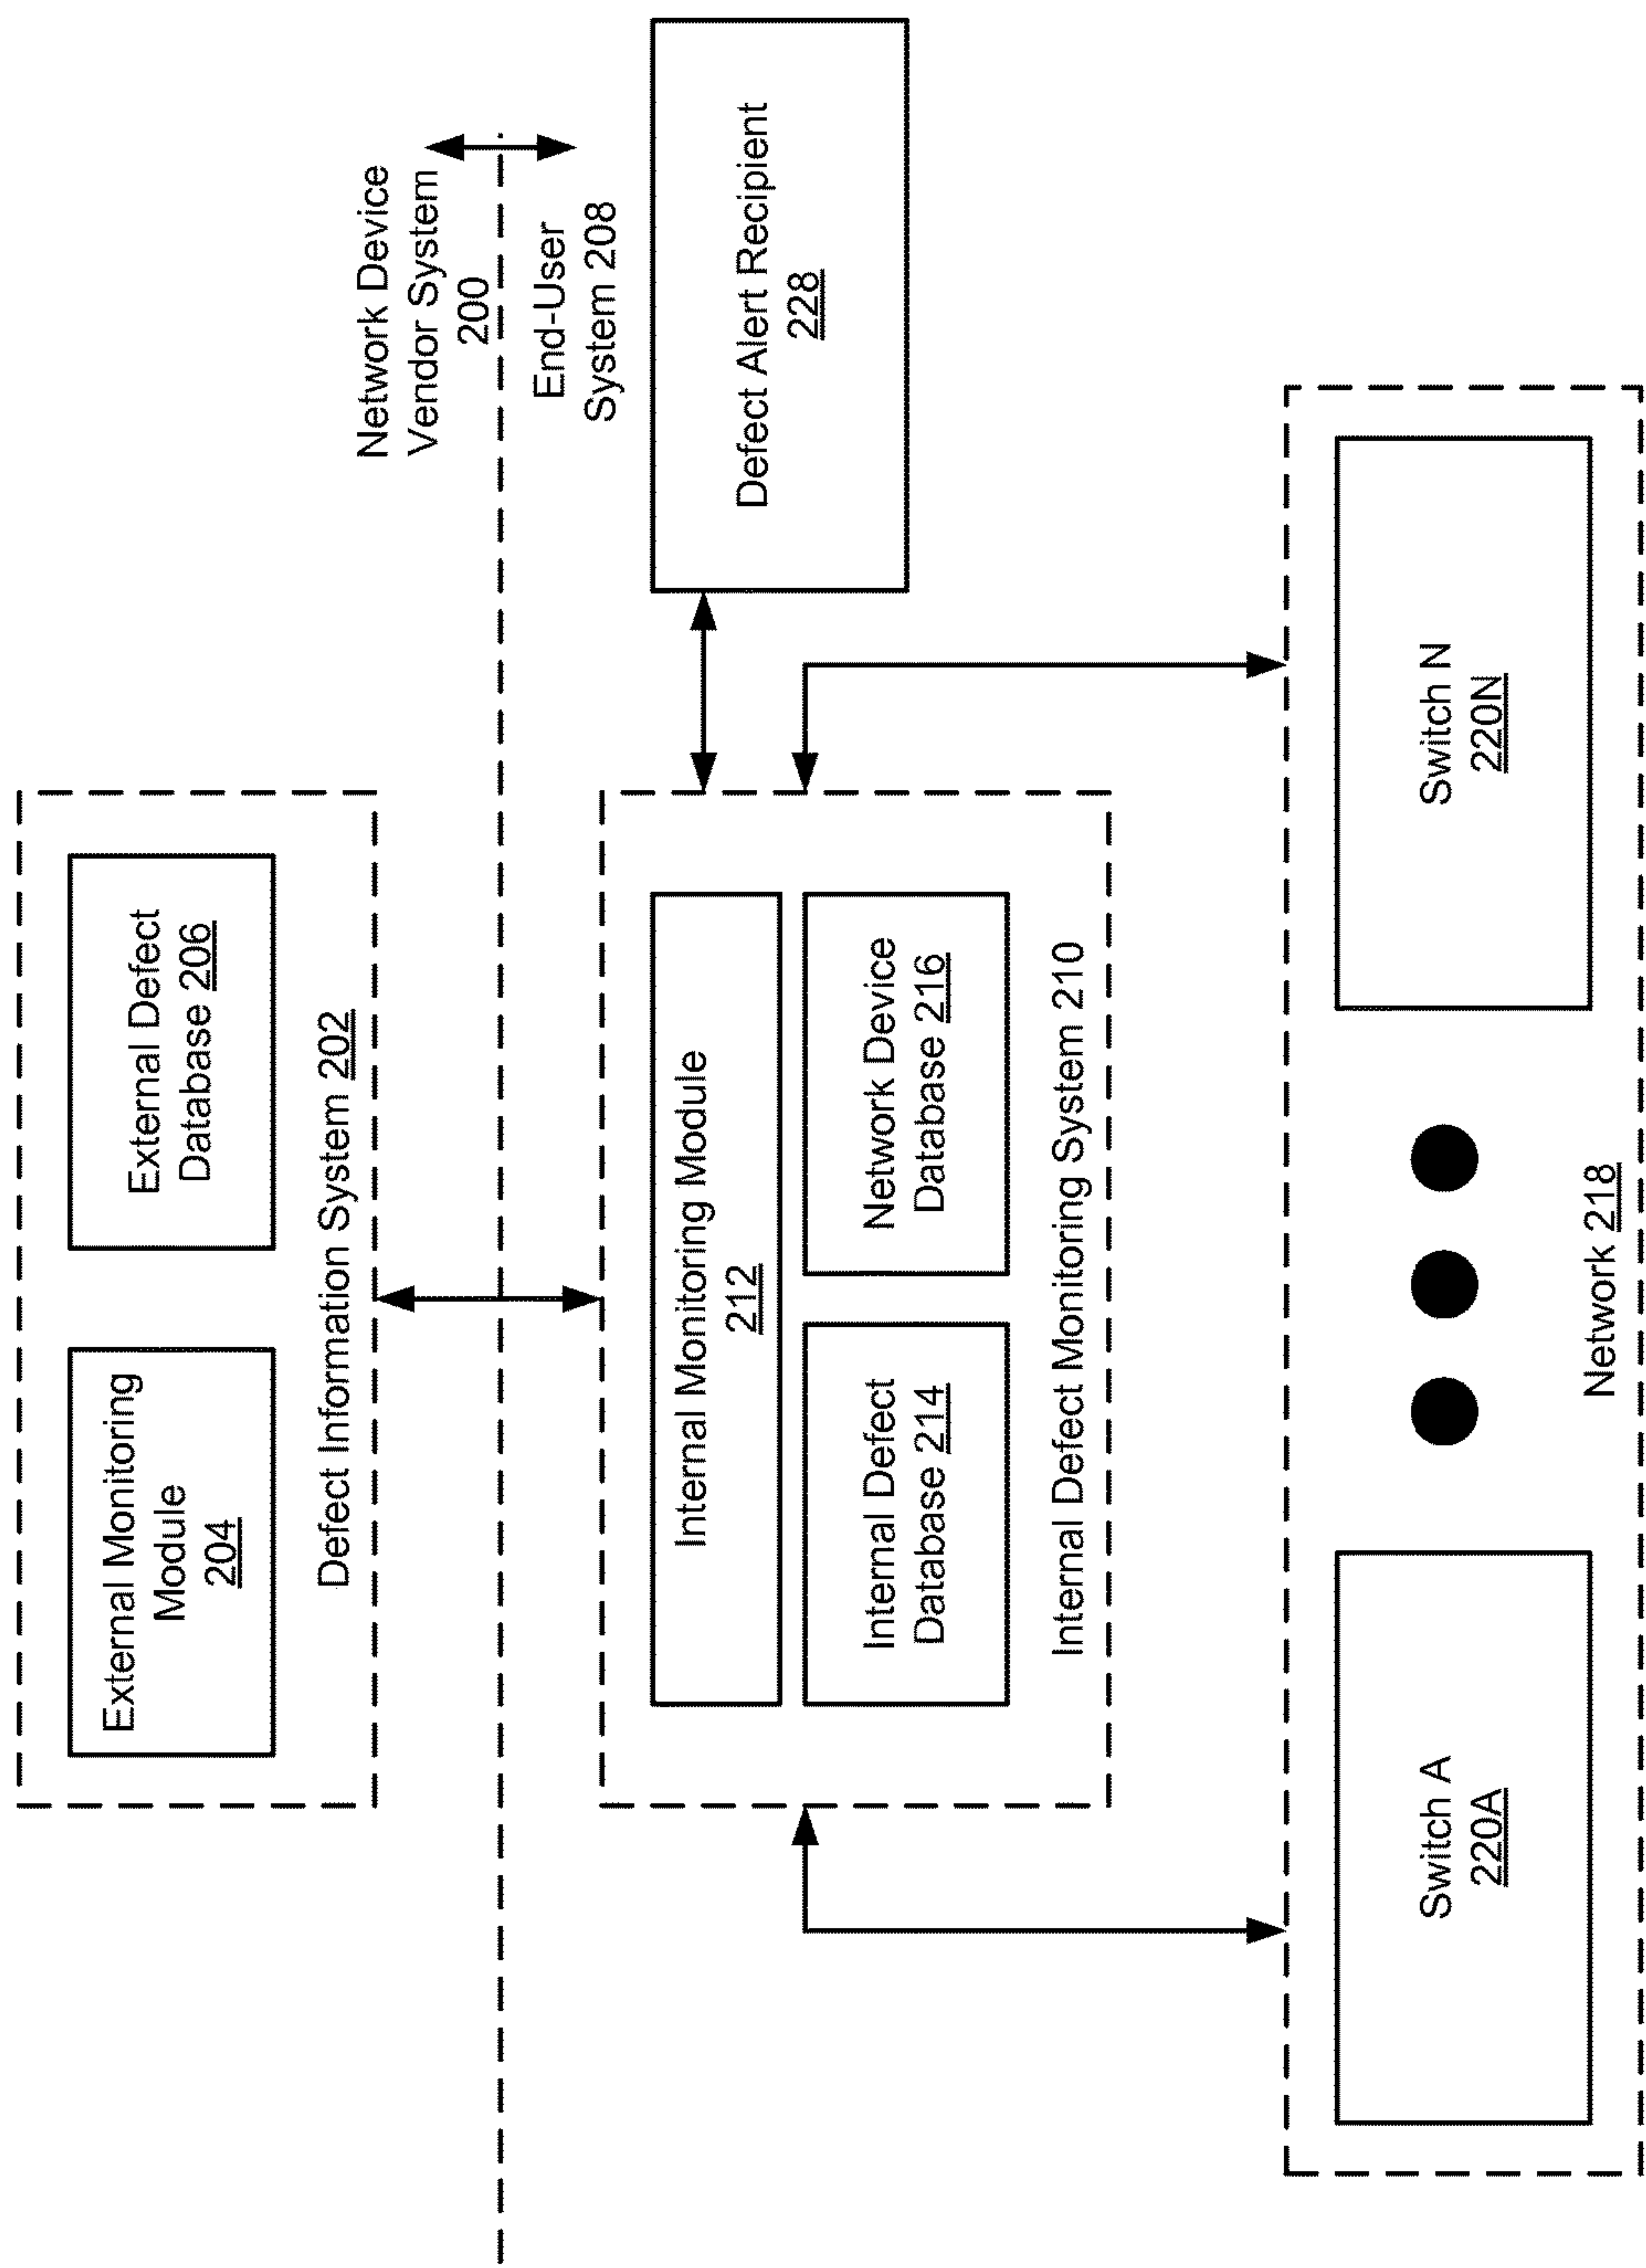 External Monitoring
Module
204
External Defect
Database 206
Defect Information System 202
Network Device
Vendor System
200
End-User
System 208
Internal Monitoring Module
212
Internal Defect
Database 214
Network Device
Database 216
Internal Defect Monitoring System 210
Defect Alert Recipient
228
Switch A
220A
Switch N
220N
Network 218